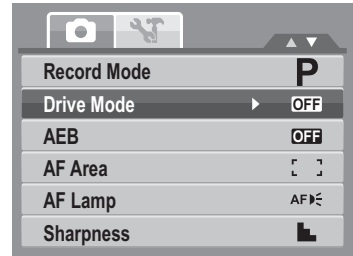 Record Mode P
Drive Mode OFF
AEB OFF
AF Area
AF Lamp AF
Sharpness